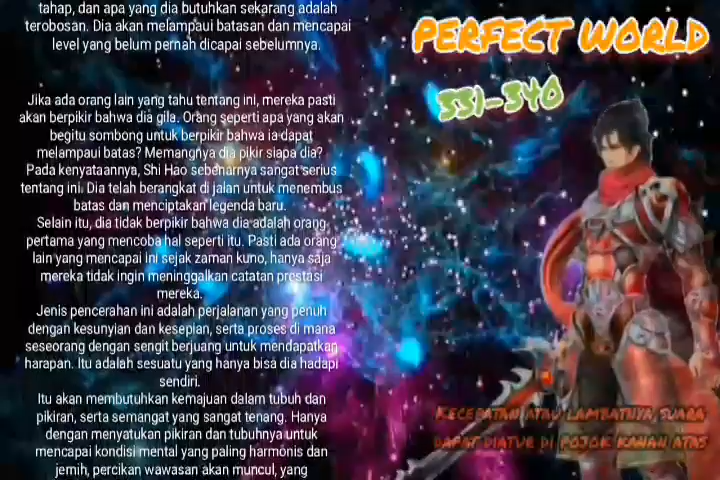 tahap, dan apa yang dia butuhkan sekarang adalah
terobosan. Dia akan melampaui batasan dan mencapai
level yang belum pernah dicapai sebelumnya.
Jika ada orang lain yang tahu tentang ini, mereka pasti
akan berpikir bahwa dia gila. Orang seperti apa yang akan
begitu sombong untuk berpikir bahwa ia dapat
melampaui batas? Memangnya dia pikir siapa dia?
Pada kenyataannya, Shi Hao sebenarnya sangat serius
tentang ini. Dia telah berangkat di jalan untuk menembus
batas dan menciptakan legenda baru.
Selain itu, dia tidak berpikir bahwa dia adalah orang
pertama yang mencoba hal seperti itu. Pasti ada orang
lain yang mencapai ini sejak zaman kuno, hanya saja
mereka tidak ingin meninggalkan catatan prestasi
mereka.
Jenis pencerahan ini adalah perjalanan yang penuh
dengan kesunyian dan kesepian, serta proses di mana
seseorang dengan sengit berjuang untuk mendapatkan
harapan. Itu adalah sesuatu yang hanya bisa dia hadapi
sendiri.
Itu akan membutuhkan kemajuan dalam tubuh dan
pikiran, serta semangat yang sangat tenang. Hanya
dengan menyatukan pikiran dan tubuhnya untuk
mencapai kondisi mental yang paling harmonis dan
jernih, percikan wawasan akan muncul, yang
PERFECT WORLD
331-340
KECEPATAN ATAU LAMBATNYA SUARA
DAPAT DIATUR DI POJOK KANAN ATAS